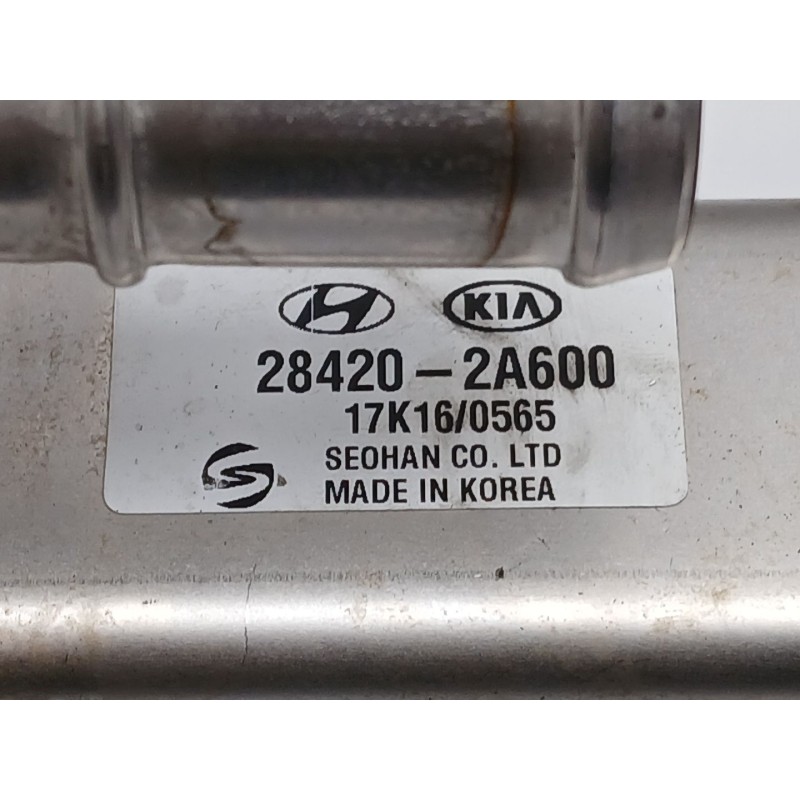 KIA
28420-2A600
17K16/0565
SEOHAN CO. LTD
MADE IN KOREA